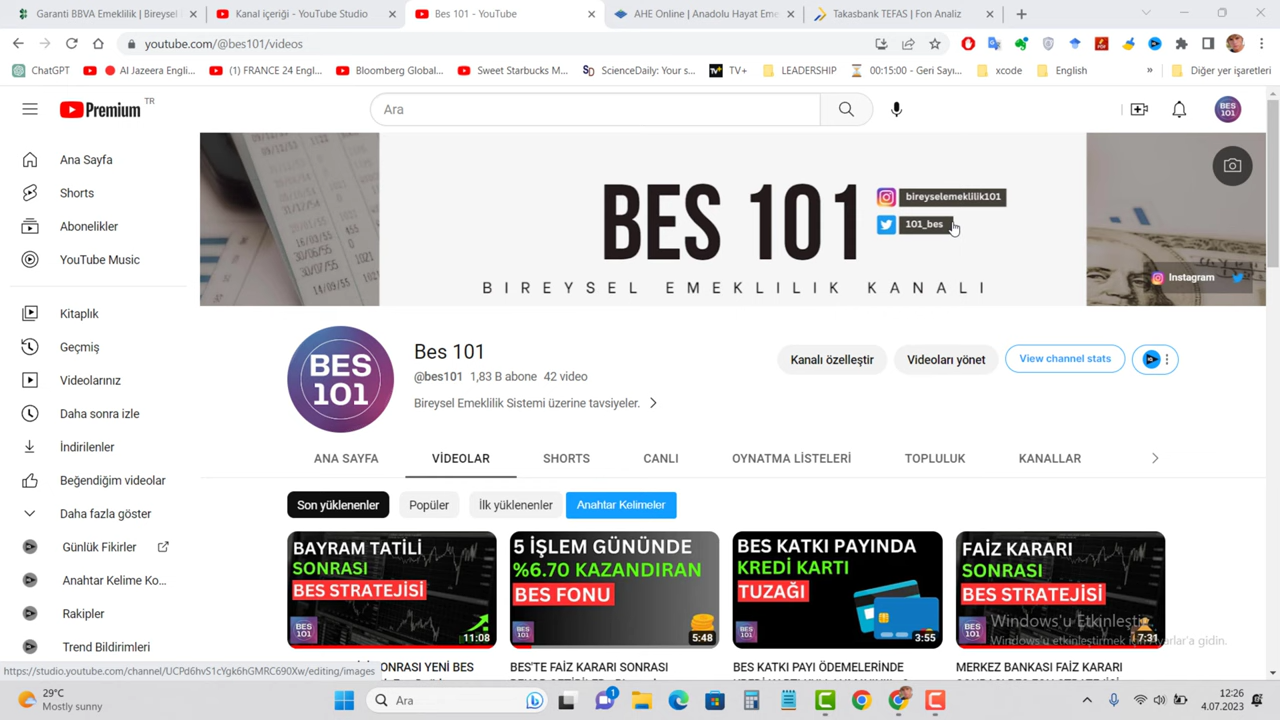 Garanti BBVA Emeklilik | Bireysel E
Kanal içeriği - YouTube Studio
Bes 101 - YouTube
AHE Online | Anadolu Hayat Eme
Takasbank TEFAS | Fon Analiz
youtube.com/@bes101/videos
ChatGPT
Al Jazeera Engli...
(1) FRANCE 24 Engl...
Bloomberg Global...
Sweet Starbucks M...
ScienceDaily: Your s...
TV+
LEADERSHIP
00:15:00 - Geri Sayı...
xcode
English
»
Diğer yer işaretleri
Premium TR
Ara
BES 101
Ana Sayfa
Shorts
Abonelikler
YouTube Music
Kitaplık
Geçmiş
Videolarınız
Daha sonra izle
İndirilenler
Beğendiğim videolar
Daha fazla göster
Günlük Fikirler
Anahtar Kelime Ko...
Rakipler
Trend Bildirimleri
BES 101
bireyselemeklilik101
101_bes
BİREYSEL EMEKLİLİK KANALI
Instagram
BES 101
Bes 101
@bes101 1,83 B abone 42 video
Bireysel Emeklilik Sistemi üzerine tavsiyeler.
Kanalı özelleştir
Videoları yönet
View channel stats
ANA SAYFA
VİDEOLAR
SHORTS
CANLI
OYNATMA LİSTELERİ
TOPLULUK
KANALLAR
Son yüklenenler
Popüler
İlk yüklenenler
Anahtar Kelimeler
BAYRAM TATİLİ
SONRASI
BES STRATEJİSİ
11:08
5 İŞLEM GÜNÜNDE
%6.70 KAZANDIRAN
BES FONU
5:48
BES KATKI PAYINDA
KREDİ KARTI
TUZAĞI
3:55
FAİZ KARARI
SONRASI
BES STRATEJİSİ
7:31
Windows'u Etkinleştir
Windows'u etkinleştirmek için Ayarlar'a gidin.
ONRASI YENİ BES
BES'TE FAİZ KARARI SONRASI
BES KATKI PAYI ÖDEMELERİNDE
MERKEZ BANKASI FAİZ KARARI
https://studio.youtube.com/channel/UCPd6hvS1cYgk6hGMRC690Xw/editing/images
29°C
Mostly sunny
Ara
1
12:26
4.07.2023